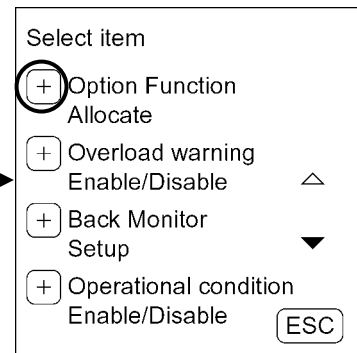 Select item
+ Option Function
Allocate
+ Overload warning
Enable/Disable
+ Back Monitor
Setup
+ Operational condition
Enable/Disable
ESC